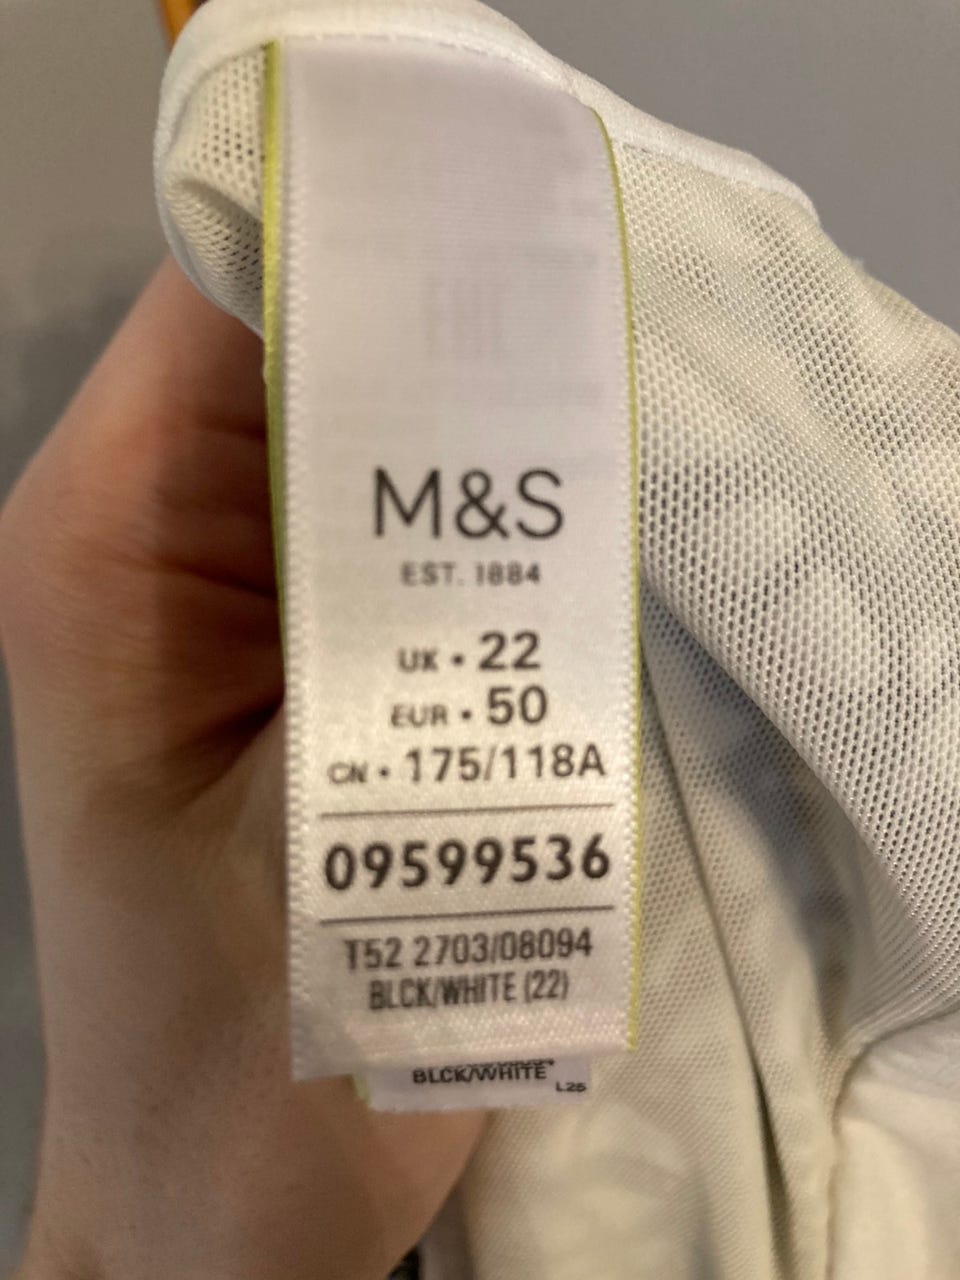 M&S
EST. 1884
UK • 22
EUR • 50
CN • 175/118A
09599536
T52 2703/08094
BLCK/WHITE (22)
BLCK/WHITE
L25